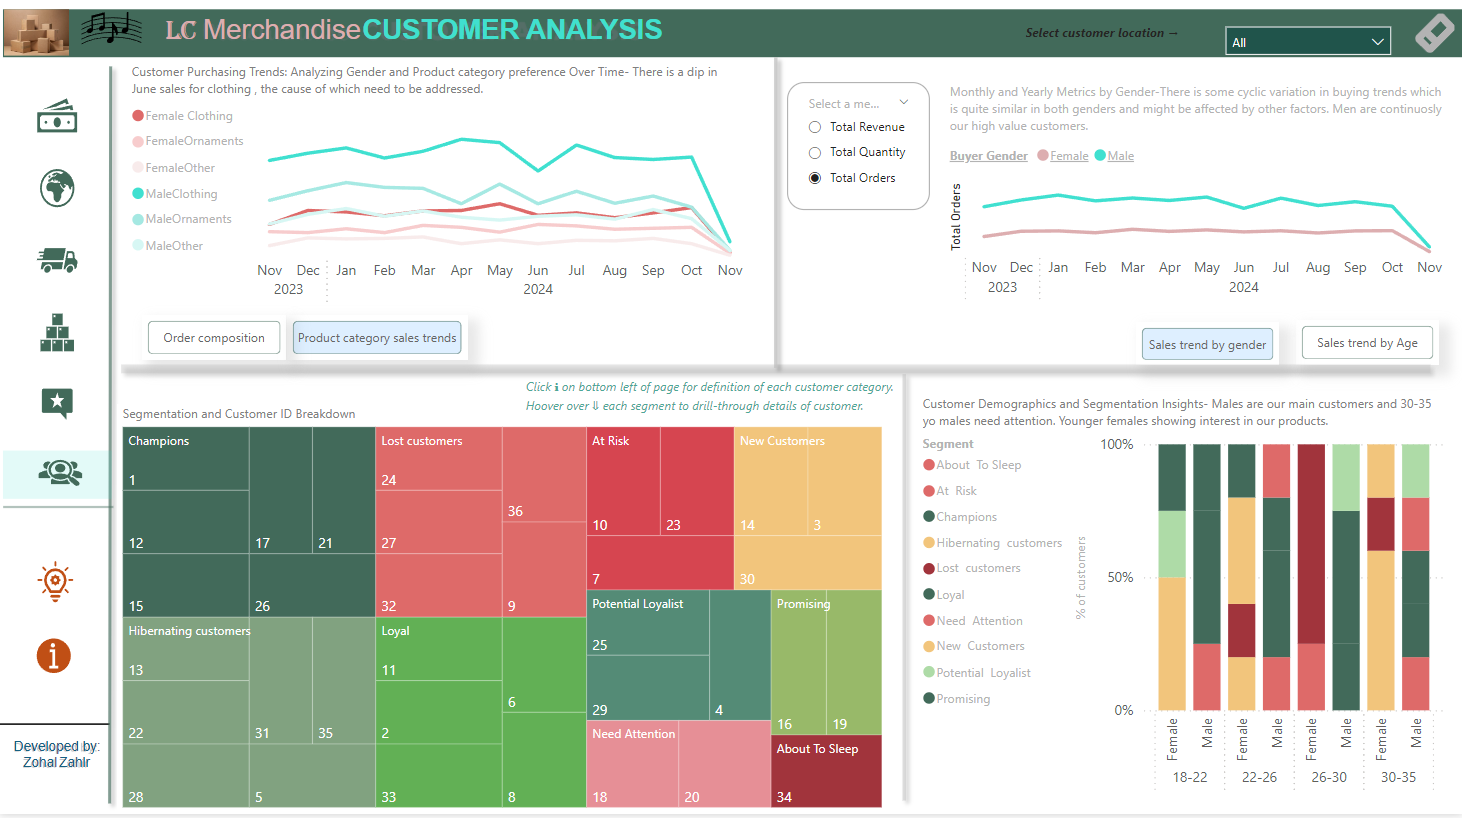 LC Merchandise CUSTOMER ANALYSIS
Select customer location →
All
Customer Purchasing Trends: Analyzing Gender and Product category preference Over Time- There is a dip in
June sales for clothing , the cause of which need to be addressed.
Female Clothing
FemaleOrnaments
FemaleOther
MaleClothing
MaleOrnaments
MaleOther
Nov Dec Jan Feb Mar Apr May Jun Jul Aug Sep Oct Nov
2023 2024
Order composition
Product category sales trends
Select a me...
Total Revenue
Total Quantity
Total Orders
Monthly and Yearly Metrics by Gender-There is some cyclic variation in buying trends which
is quite similar in both genders and might be affected by other factors. Men are continuosly
our high value customers.
Buyer Gender Female Male
Total Orders
Nov Dec Jan Feb Mar Apr May Jun Jul Aug Sep Oct Nov
2023 2024
Sales trend by gender
Sales trend by Age
Click i on bottom left of page for definition of each customer category.
Hoover over ⇓ each segment to drill-through details of customer.
Segmentation and Customer ID Breakdown
Champions
1
12
17
21
15
26
Lost customers
24
27
36
32
9
At Risk
10
23
7
New Customers
14
3
30
Hibernating customers
13
22
31
35
28
5
Loyal
11
2
6
33
8
Potential Loyalist
25
29
4
Promising
16
19
Need Attention
18
20
About To Sleep
34
Customer Demographics and Segmentation Insights- Males are our main customers and 30-35
yo males need attention. Younger females showing interest in our products.
Segment
About To Sleep
At Risk
Champions
Hibernating customers
Lost customers
Loyal
Need Attention
New Customers
Potential Loyalist
Promising
% of customers
100%
50%
0%
Female Male Female Male Female Male Female Male
18-22 22-26 26-30 30-35
Developed by:
Zohal Zahir